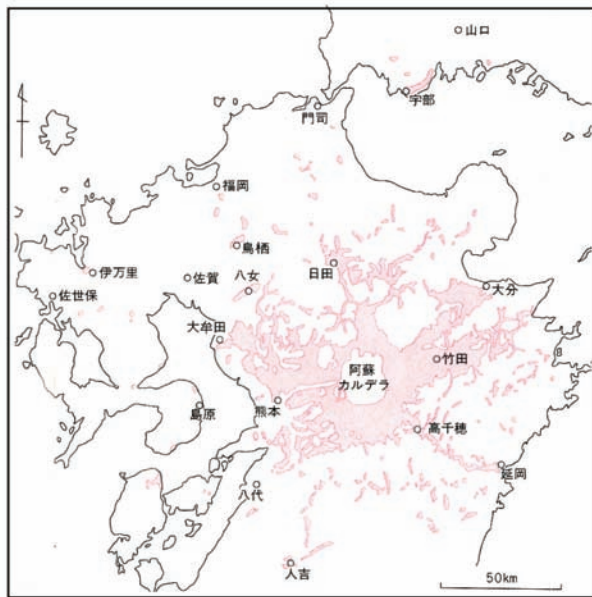 山口
宇部
門司
福岡
鳥栖
日田
伊万里
佐賀
八女
大分
佐世保
大牟田
竹田
阿蘇
カルデラ
島原
熊本
高千穂
延岡
八代
人吉
50km